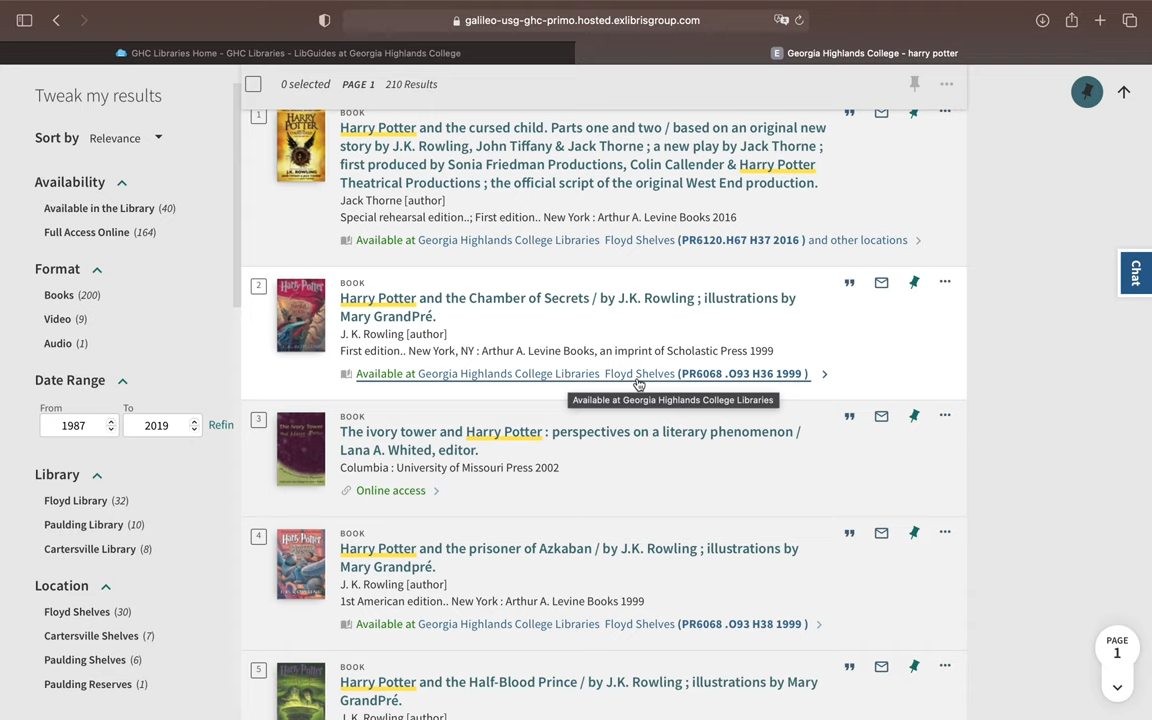 galileo-usg-ghc-primo.hosted.exlibrisgroup.com
GHC Libraries Home - GHC Libraries - LibGuides at Georgia Highlands College
E Georgia Highlands College - harry potter
Tweak my results
Sort by Relevance
Availability
Available in the Library (40)
Full Access Online (164)
Format
Books (200)
Video (9)
Audio (1)
Date Range
From To
1987 2019 Refin
Library
Floyd Library (32)
Paulding Library (10)
Cartersville Library (8)
Location
Floyd Shelves (30)
Cartersville Shelves (7)
Paulding Shelves (6)
Paulding Reserves (1)
0 selected PAGE 1 210 Results
1
BOOK
Harry Potter and the cursed child. Parts one and two / based on an original new
story by J.K. Rowling, John Tiffany & Jack Thorne ; a new play by Jack Thorne ;
first produced by Sonia Friedman Productions, Colin Callender & Harry Potter
Theatrical Productions ; the official script of the original West End production.
Jack Thorne [author]
Special rehearsal edition..; First edition.. New York : Arthur A. Levine Books 2016
Available at Georgia Highlands College Libraries Floyd Shelves (PR6120.H67 H37 2016 ) and other locations
2
BOOK
Harry Potter and the Chamber of Secrets / by J.K. Rowling ; illustrations by
Mary GrandPré.
J. K. Rowling [author]
First edition.. New York, NY : Arthur A. Levine Books, an imprint of Scholastic Press 1999
Available at Georgia Highlands College Libraries Floyd Shelves (PR6068 .O93 H36 1999 )
Available at Georgia Highlands College Libraries
3
BOOK
The ivory tower and Harry Potter : perspectives on a literary phenomenon /
Lana A. Whited, editor.
Columbia : University of Missouri Press 2002
Online access
4
BOOK
Harry Potter and the prisoner of Azkaban / by J.K. Rowling ; illustrations by
Mary Grandpré.
J. K. Rowling [author]
1st American edition.. New York : Arthur A. Levine Books 1999
Available at Georgia Highlands College Libraries Floyd Shelves (PR6068 .O93 H38 1999 )
5
BOOK
Harry Potter and the Half-Blood Prince / by J.K. Rowling ; illustrations by Mary
GrandPré.
J. K. Rowling [author]
Chat
PAGE
1